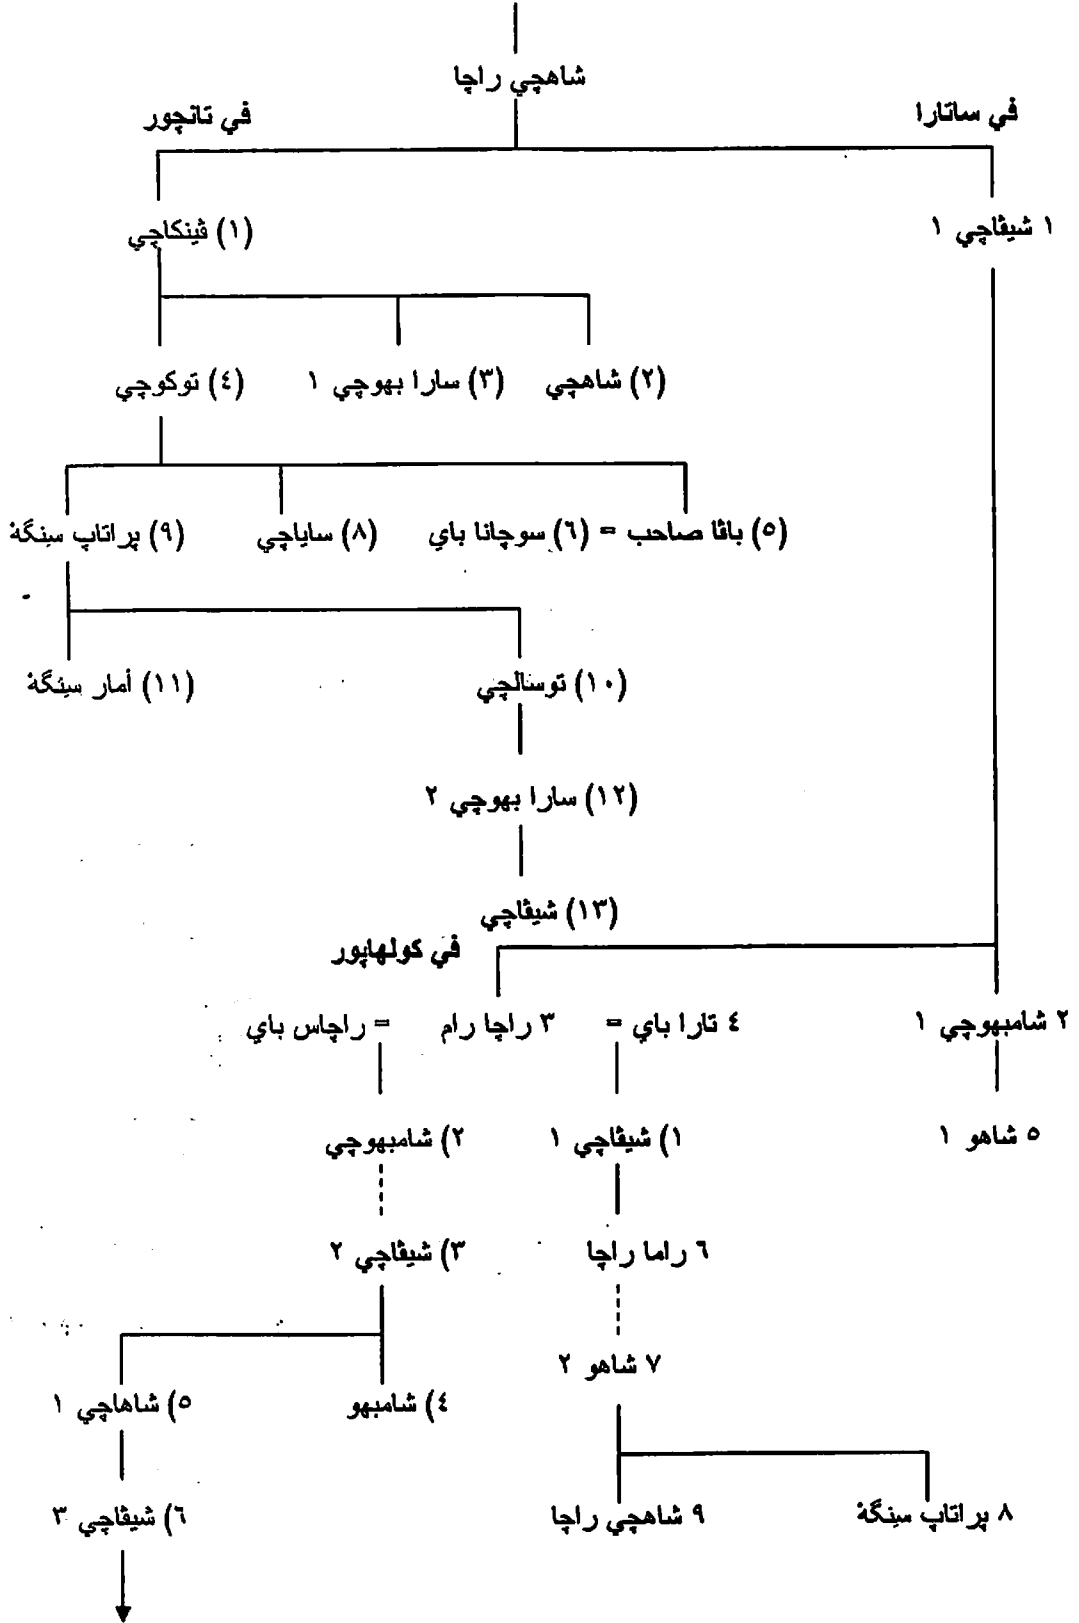 شاهچي راچا
في ساتارا
في تانچور
١ شيڤاچي ١
(١) ڤينكاچي
(٢) شاهچي
(٣) سارا بهوچي ١
(٤) توكوچي
(٥) باڤا صاحب = (٦) سوچانا باي
(٨) ساياچي
(٩) پراتاپ سِنگهْ
(١٠) توسالچي
(١١) أمار سِنگهْ
(١٢) سارا بهوچي ٢
(١٣) شيڤاچي
في كولهاپور
٢ شامبهوچي ١
٤ تارا باي = ٣ راچا رام = راچاس باي
٥ شاهو ١
١) شيڤاچي ١
٢) شامبهوچي
٦ راما راچا
٣) شيڤاچي ٢
٧ شاهو ٢
٤) شامبهو
٥) شاهاچي ١
٨ پراتاپ سِنگهْ
٩ شاهچي راچا
٦) شيڤاچي ٣